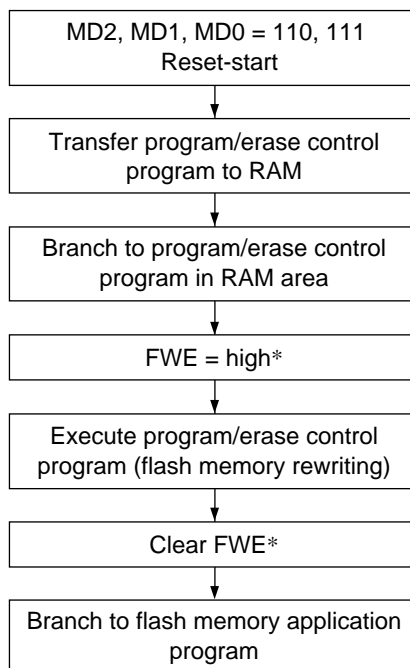 MD2, MD1, MD0 = 110, 111
Reset-start
Transfer program/erase control
program to RAM
Branch to program/erase control
program in RAM area
FWE = high*
Execute program/erase control
program (flash memory rewriting)
Clear FWE*
Branch to flash memory application
program